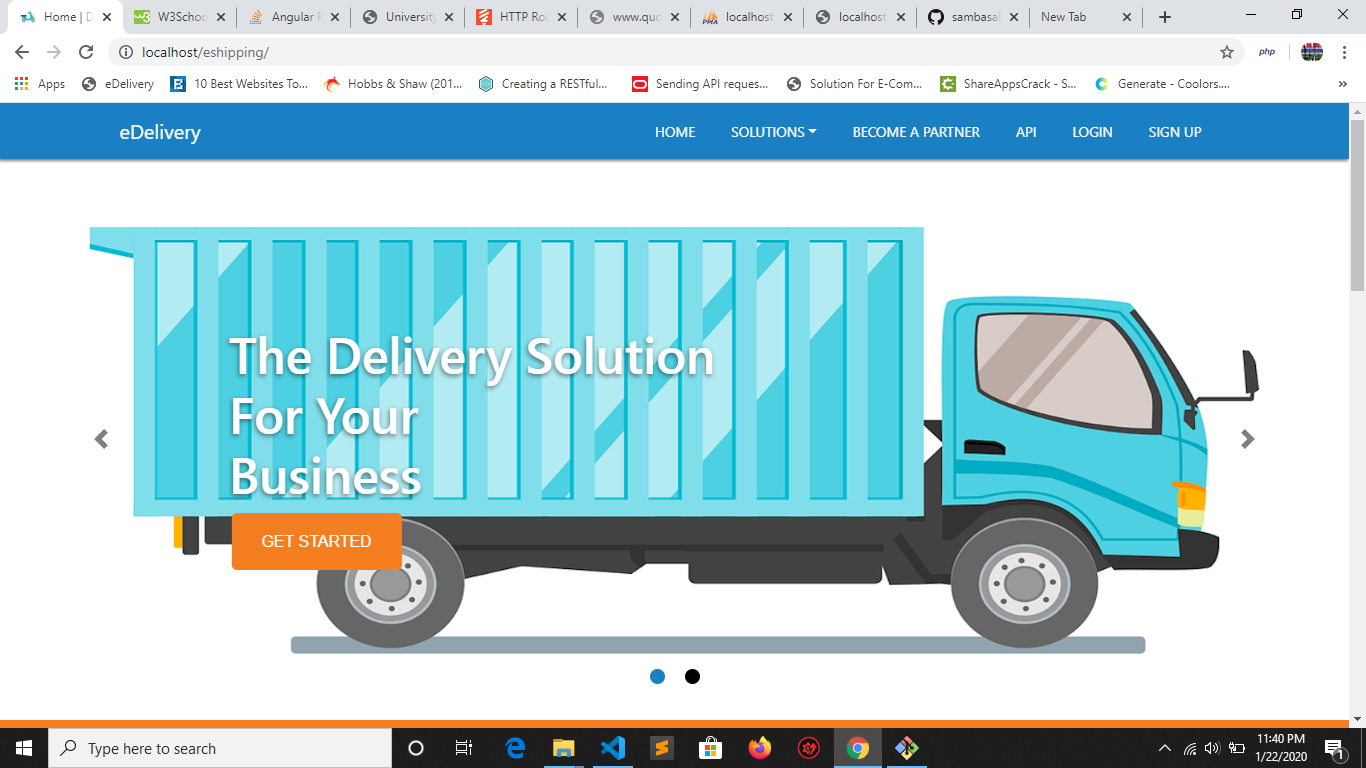 Home | D
W3Schoo
Angular F
University
HTTP Rou
www.quo
localhost
localhost
sambasal
New Tab
localhost/eshipping/
php
Apps
eDelivery
10 Best Websites To...
Hobbs & Shaw (201...
Creating a RESTful...
Sending API reques...
Solution For E-Com...
ShareAppsCrack - S...
Generate - Coolors....
eDelivery
HOME
SOLUTIONS
BECOME A PARTNER
API
LOGIN
SIGN UP
The Delivery Solution
For Your
Business
GET STARTED
Type here to search
11:40 PM
1/22/2020
1